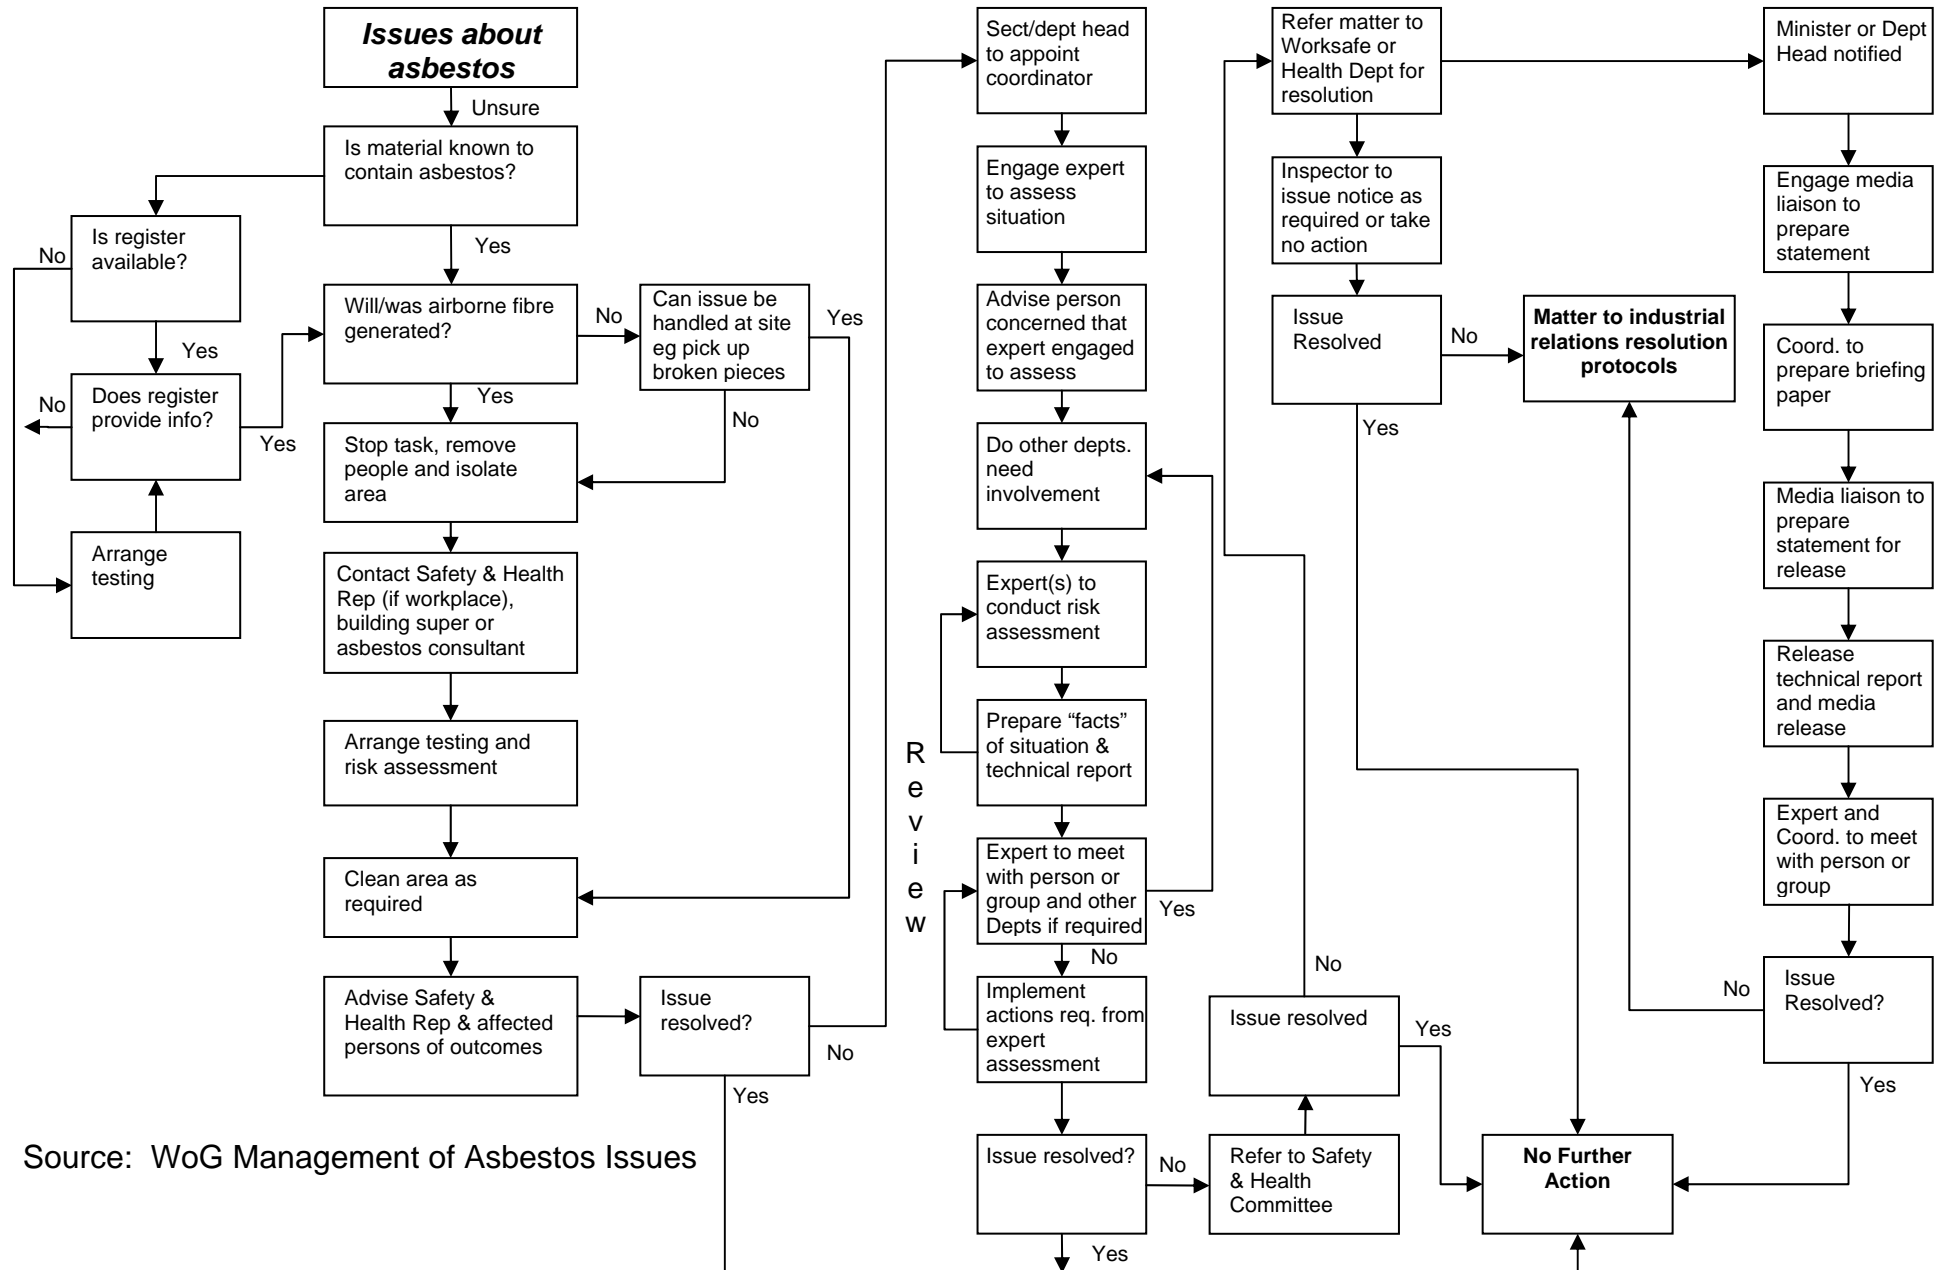 Issues about
asbestos
Unsure
Is material known to
contain asbestos?
Yes
Is register
available?
No
Yes
Does register
provide info?
No
Yes
Arrange
testing
Will/was airborne fibre
generated?
No
Yes
Can issue be
handled at site
eg pick up
broken pieces
Yes
No
Stop task, remove
people and isolate
area
Contact Safety & Health
Rep (if workplace),
building super or
asbestos consultant
Arrange testing and
risk assessment
Clean area as
required
Advise Safety &
Health Rep & affected
persons of outcomes
Issue
resolved?
No
Yes
Source: WoG Management of Asbestos Issues
Sect/dept head
to appoint
coordinator
Engage expert
to assess
situation
Advise person
concerned that
expert engaged
to assess
Do other depts.
need
involvement
Expert(s) to
conduct risk
assessment
Prepare “facts”
of situation &
technical report
Review
Expert to meet
with person or
group and other
Depts if required
Yes
No
Implement
actions req. from
expert
assessment
Issue resolved?
No
Yes
Refer to Safety
& Health
Committee
Issue resolved
No
Yes
Refer matter to
Worksafe or
Health Dept for
resolution
Inspector to
issue notice as
required or take
no action
Issue
Resolved
No
Yes
Matter to industrial
relations resolution
protocols
No Further
Action
Minister or Dept
Head notified
Engage media
liaison to
prepare
statement
Coord. to
prepare briefing
paper
Media liaison to
prepare
statement for
release
Release
technical report
and media
release
Expert and
Coord. to meet
with person or
group
Issue
Resolved?
No
Yes